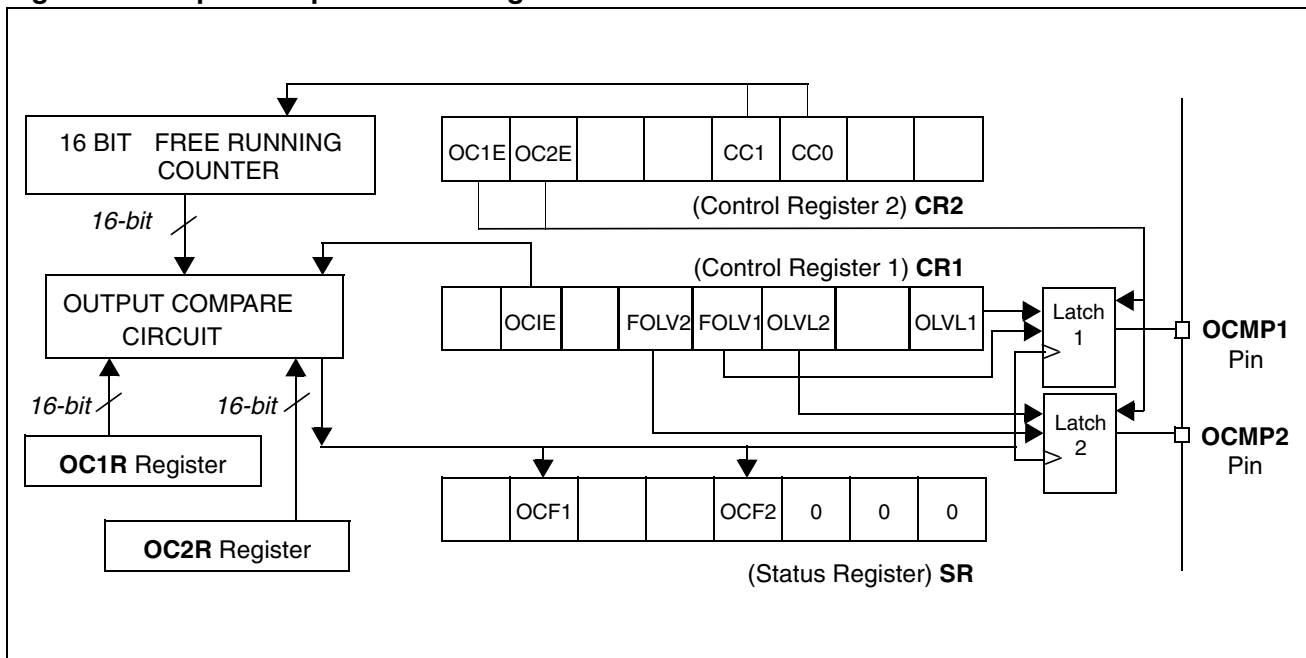 16 BIT FREE RUNNING
COUNTER
OC1E OC2E CC1 CC0
(Control Register 2) CR2
16-bit
(Control Register 1) CR1
OUTPUT COMPARE
CIRCUIT
OCIE FOLV2 FOLV1 OLVL2 OLVL1
Latch
1
OCMP1
Pin
16-bit 16-bit
Latch
2
OCMP2
Pin
OC1R Register
OCF1 OCF2 0 0 0
OC2R Register
(Status Register) SR